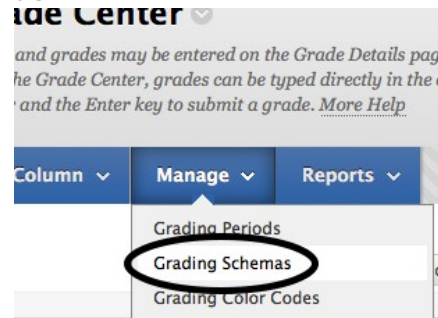 ade Center
and grades may be entered on the Grade Details pag
he Grade Center, grades can be typed directly in the
and the Enter key to submit a grade. More Help
Column Manage Reports
Grading Periods
Grading Schemas
Grading Color Codes